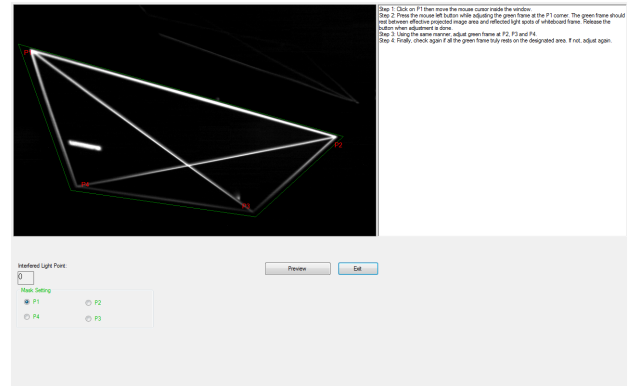 Step 1: Click on P1 then move the mouse cursor inside the window.
Step 2: Press the mouse left button while adjusting the green frame at the P1 corner. The green frame should
rest between effective projected image area and reflected light spots of whiteboard frame. Release the
button when adjustment is done.
Step 3: Using the same manner, adjust green frame at P2, P3 and P4.
Step 4: Finally, check again if all the green frame truly rests on the designated area. If not, adjust again.
P1
P2
P4
P3
Interfered Light Point:
0
Preview
Exit
Mask Setting
P1
P2
P4
P3